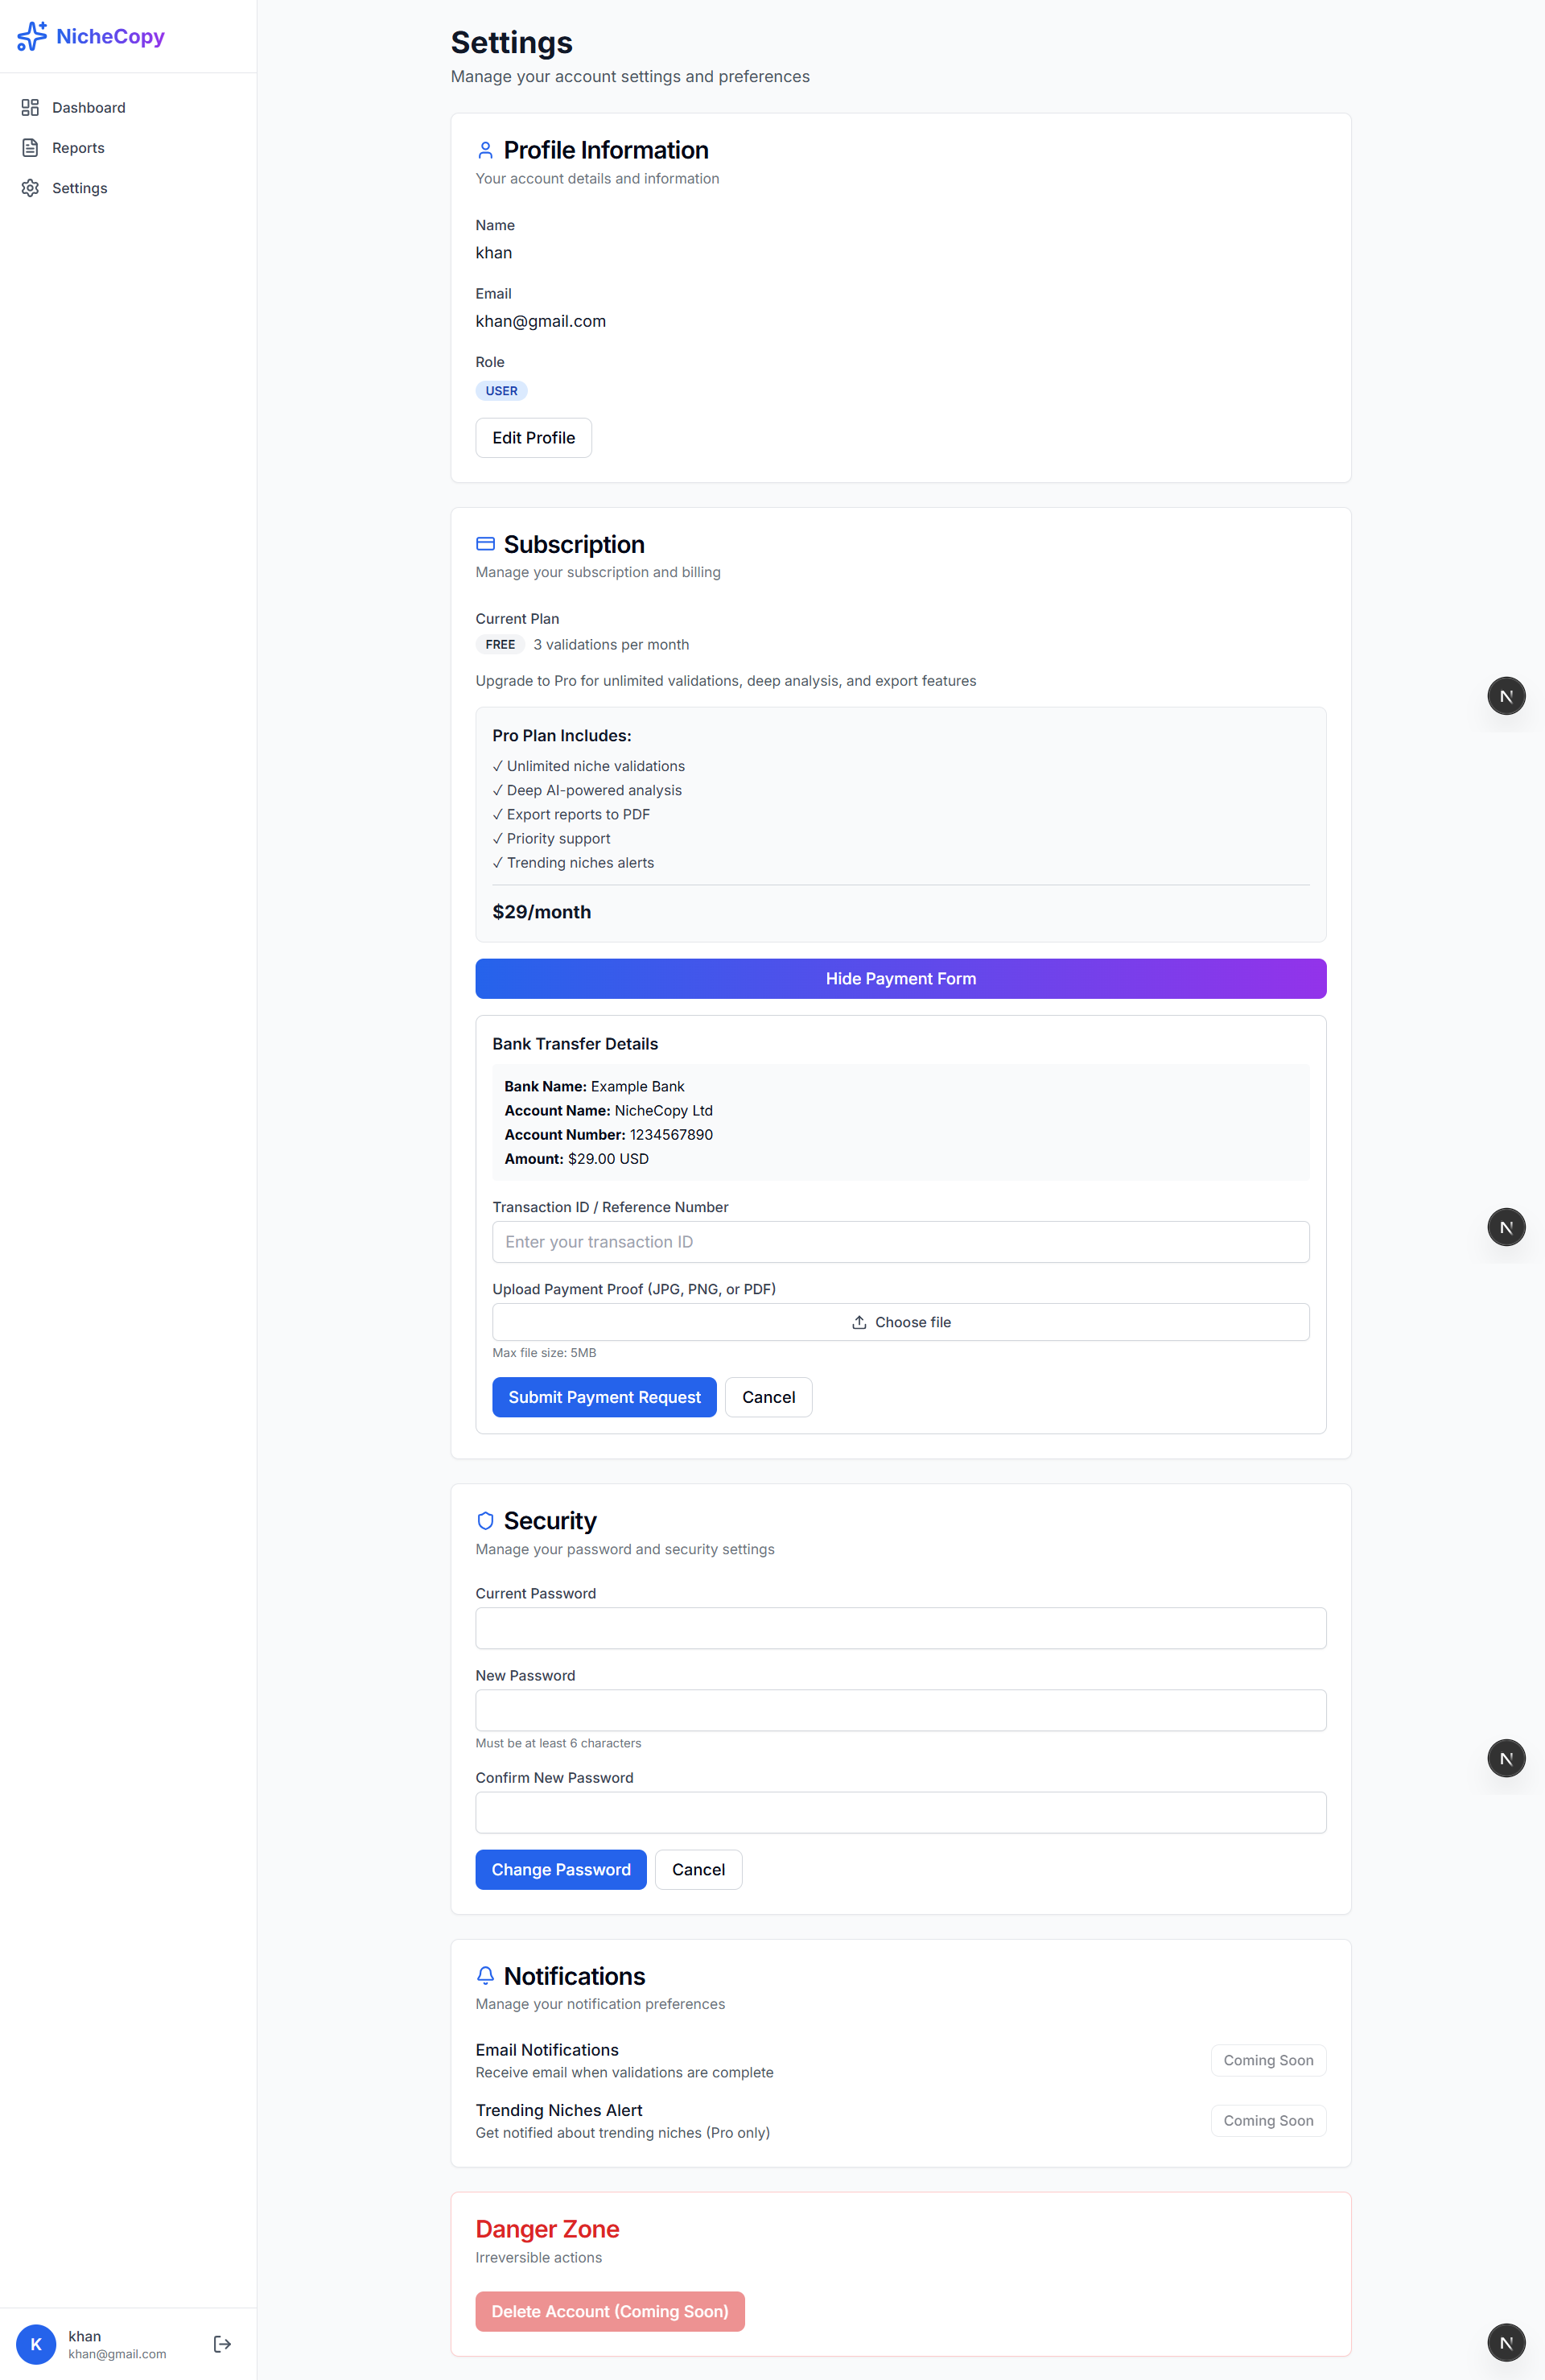 NicheCopy
Dashboard
Reports
Settings
Settings
Manage your account settings and preferences
Profile Information
Your account details and information
Name
khan
Email
khan@gmail.com
Role
USER
Edit Profile
Subscription
Manage your subscription and billing
Current Plan
FREE 3 validations per month
Upgrade to Pro for unlimited validations, deep analysis, and export features
Pro Plan Includes:
✓ Unlimited niche validations
✓ Deep AI-powered analysis
✓ Export reports to PDF
✓ Priority support
✓ Trending niches alerts
$29/month
Hide Payment Form
Bank Transfer Details
Bank Name: Example Bank
Account Name: NicheCopy Ltd
Account Number: 1234567890
Amount: $29.00 USD
Transaction ID / Reference Number
Enter your transaction ID
Upload Payment Proof (JPG, PNG, or PDF)
Choose file
Max file size: 5MB
Submit Payment Request Cancel
Security
Manage your password and security settings
Current Password
New Password
Must be at least 6 characters
Confirm New Password
Change Password Cancel
Notifications
Manage your notification preferences
Email Notifications
Receive email when validations are complete
Coming Soon
Trending Niches Alert
Get notified about trending niches (Pro only)
Coming Soon
Danger Zone
Irreversible actions
Delete Account (Coming Soon)
K
khan
khan@gmail.com
N
N
N
N